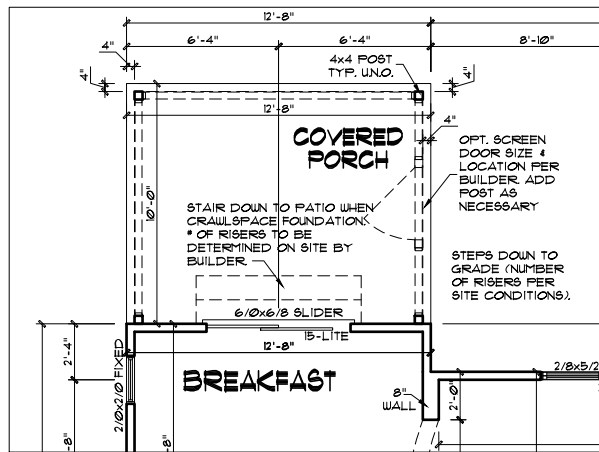 12'-8"
6'-4"
6'-4"
8'-10"
4"
4"
4x4 POST
TYP. U.N.O.
4"
12'-8"
COVERED
PORCH
4"
OPT. SCREEN
DOOR SIZE &
LOCATION PER
BUILDER. ADD
POST AS
NECESSARY
10'-0"
STAIR DOWN TO PATIO WHEN
CRAWLSPACE FOUNDATION.
# OF RISERS TO BE
DETERMINED ON SITE BY
BUILDER.
STEPS DOWN TO
GRADE (NUMBER
OF RISERS PER
SITE CONDITIONS).
6/0x6/8 SLIDER
15-LITE
12'-8"
2'-4"
2/0x2/0 FIXED
BREAKFAST
8"
WALL
2'-0"
2/8x5/2
-8"
-8"